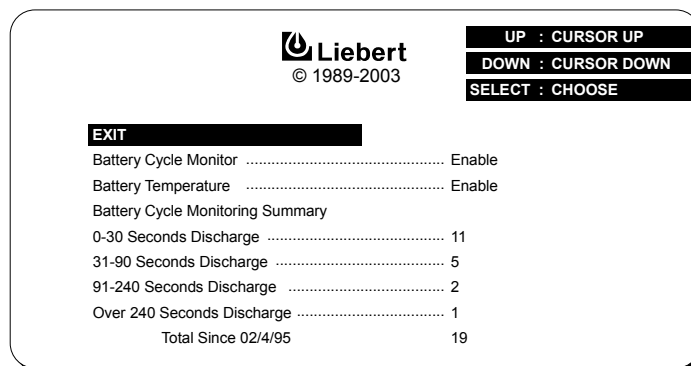 Liebert
© 1989-2003
UP : CURSOR UP
DOWN : CURSOR DOWN
SELECT : CHOOSE
EXIT
Battery Cycle Monitor ................................................ Enable
Battery Temperature ................................................ Enable
Battery Cycle Monitoring Summary
0-30 Seconds Discharge ........................................... 11
31-90 Seconds Discharge ......................................... 5
91-240 Seconds Discharge ...................................... 2
Over 240 Seconds Discharge .................................... 1
Total Since 02/4/95 19